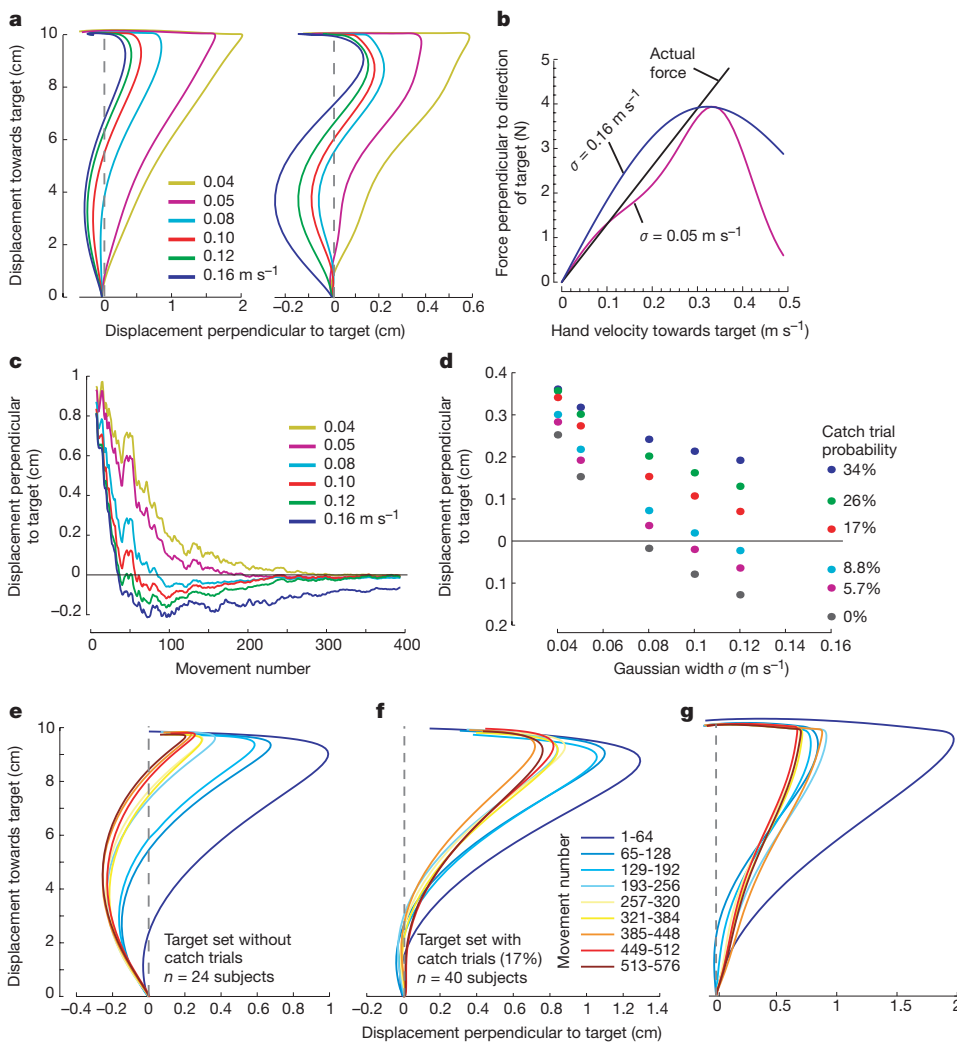 a
Displacement towards target (cm)
10
8
6
4
2
0
0.04
0.05
0.08
0.10
0.12
0.16 m s⁻¹
0 1 2
−0.2 0 0.2 0.4 0.6
Displacement perpendicular to target (cm)
b
Force perpendicular to direction
of target (N)
5
4
3
2
1
0
Actual
force
σ = 0.16 m s⁻¹
σ = 0.05 m s⁻¹
0 0.1 0.2 0.3 0.4 0.5
Hand velocity towards target (m s⁻¹)
c
Displacement perpendicular
to target (cm)
1
0.8
0.6
0.4
0.2
0
−0.2
0.04
0.05
0.08
0.10
0.12
0.16 m s⁻¹
0 100 200 300 400
Movement number
d
Displacement perpendicular
to target (cm)
0.4
0.3
0.2
0.1
0
0.1
0.2
Catch trial
probability
34%
26%
17%
8.8%
5.7%
0%
0.04 0.06 0.08 0.10 0.12 0.14 0.16
Gaussian width σ (m s⁻¹)
e
Displacement towards target (cm)
10
8
6
4
2
0
Target set without
catch trials
n = 24 subjects
−0.4 −0.2 0 0.2 0.4 0.6 0.8 1
f
Target set with
catch trials (17%)
n = 40 subjects
−0.2 0 0.2 0.4 0.6 0.8 1 1.2 1.4
Displacement perpendicular to target (cm)
Movement number
1-64
65-128
129-192
193-256
257-320
321-384
385-448
449-512
513-576
g
0 0.5 1 1.5 2